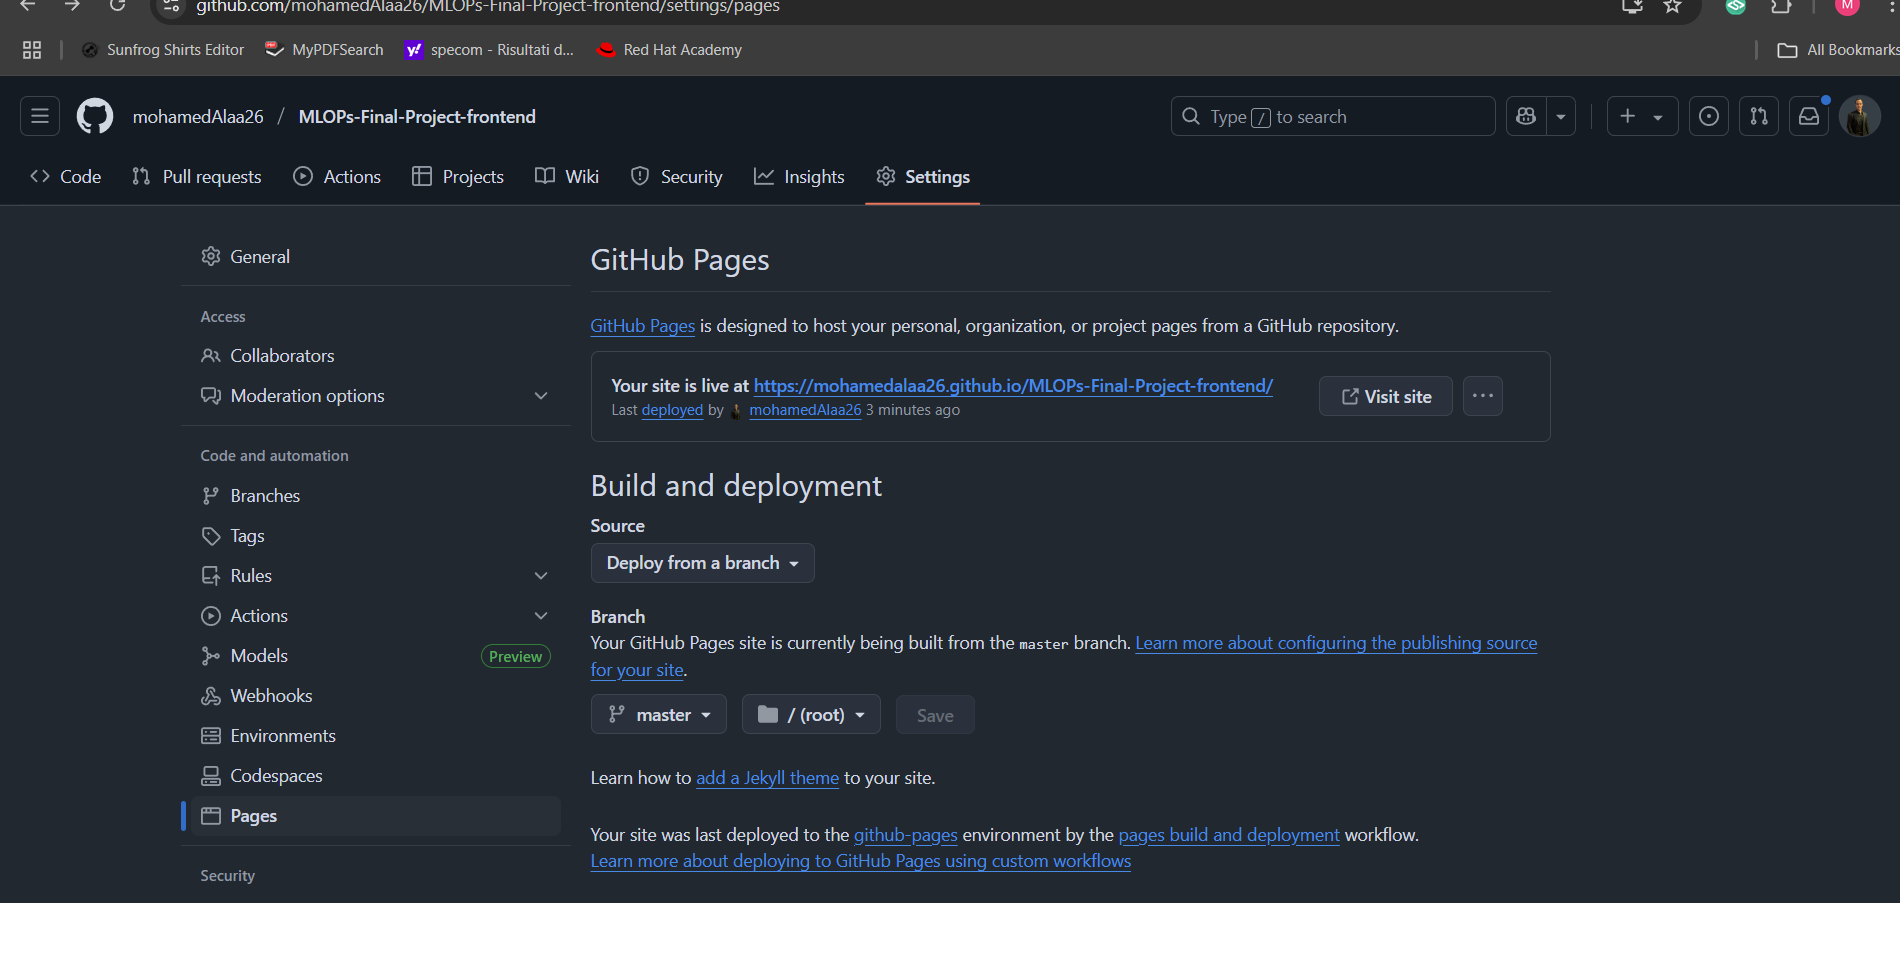 github.com/mohamedAlaa26/MLOPs-Final-Project-frontend/settings/pages
M
Sunfrog Shirts Editor
MyPDFSearch
specom - Risultati d...
Red Hat Academy
All Bookmarks
mohamedAlaa26 / MLOPs-Final-Project-frontend
Type / to search
Code
Pull requests
Actions
Projects
Wiki
Security
Insights
Settings
General
Access
Collaborators
Moderation options
Code and automation
Branches
Tags
Rules
Actions
Models
Preview
Webhooks
Environments
Codespaces
Pages
Security
GitHub Pages
GitHub Pages is designed to host your personal, organization, or project pages from a GitHub repository.
Your site is live at https://mohamedalaa26.github.io/MLOPs-Final-Project-frontend/
Last deployed by mohamedAlaa26 3 minutes ago
Visit site
Build and deployment
Source
Deploy from a branch
Branch
Your GitHub Pages site is currently being built from the master branch. Learn more about configuring the publishing source
for your site.
master
/ (root)
Save
Learn how to add a Jekyll theme to your site.
Your site was last deployed to the github-pages environment by the pages build and deployment workflow.
Learn more about deploying to GitHub Pages using custom workflows